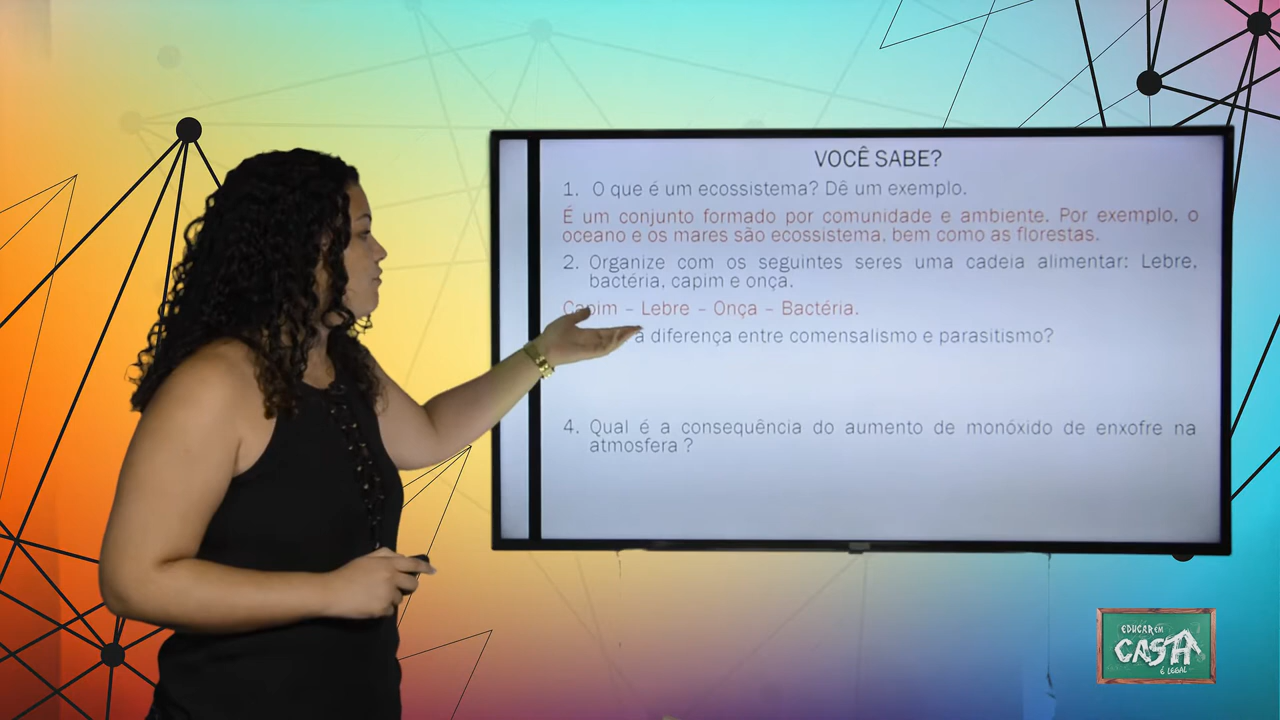 VOCÊ SABE?
1. O que é um ecossistema? Dê um exemplo.
É um conjunto formado por comunidade e ambiente. Por exemplo, o
oceano e os mares são ecossistema, bem como as florestas.
2. Organize com os seguintes seres uma cadeia alimentar: Lebre,
bactéria, capim e onça.
Capim – Lebre – Onça – Bactéria.
a diferença entre comensalismo e parasitismo?
4. Qual é a consequência do aumento de monóxido de enxofre na
atmosfera ?
EDUCAR EM
CASA
É LEGAL